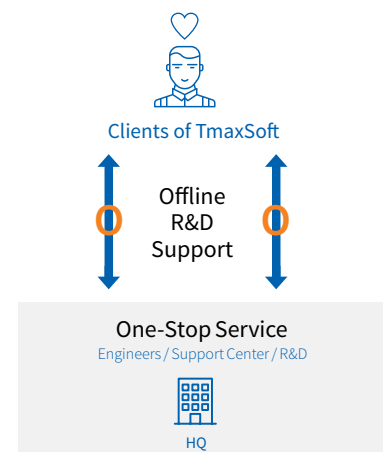 Clients of TmaxSoft
Offline
R&D
Support
O
O
One-Stop Service
Engineers / Support Center / R&D
HQ